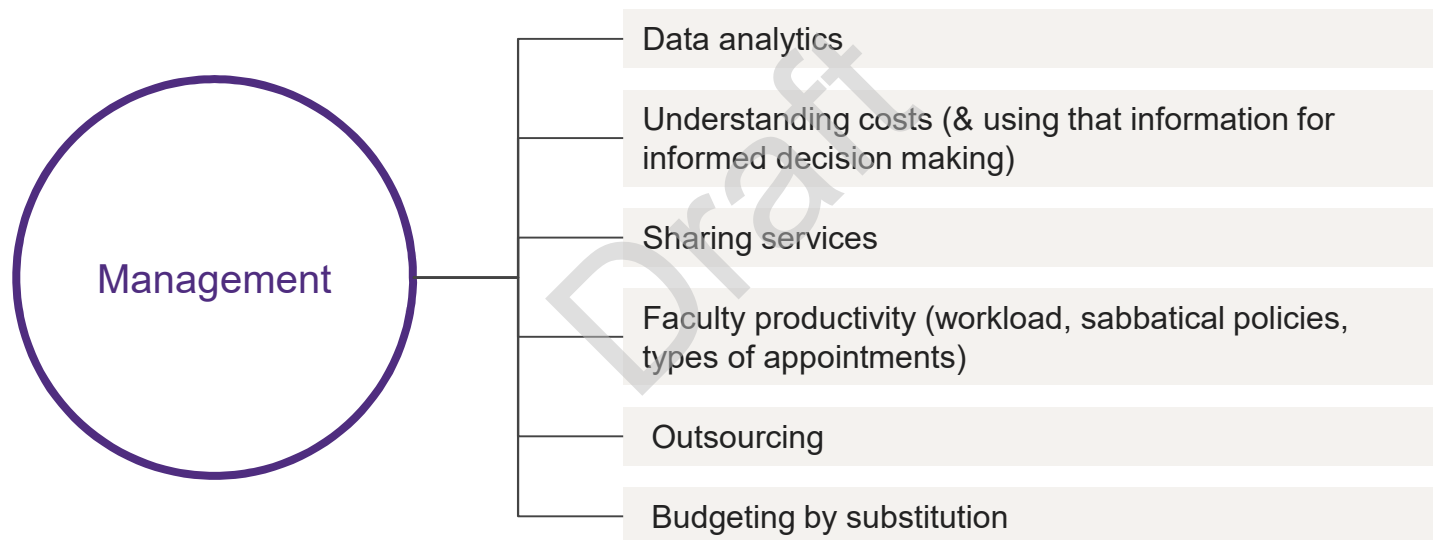 Management
Data analytics
Understanding costs (& using that information for
informed decision making)
Sharing services
Faculty productivity (workload, sabbatical policies,
types of appointments)
Outsourcing
Budgeting by substitution
Draft